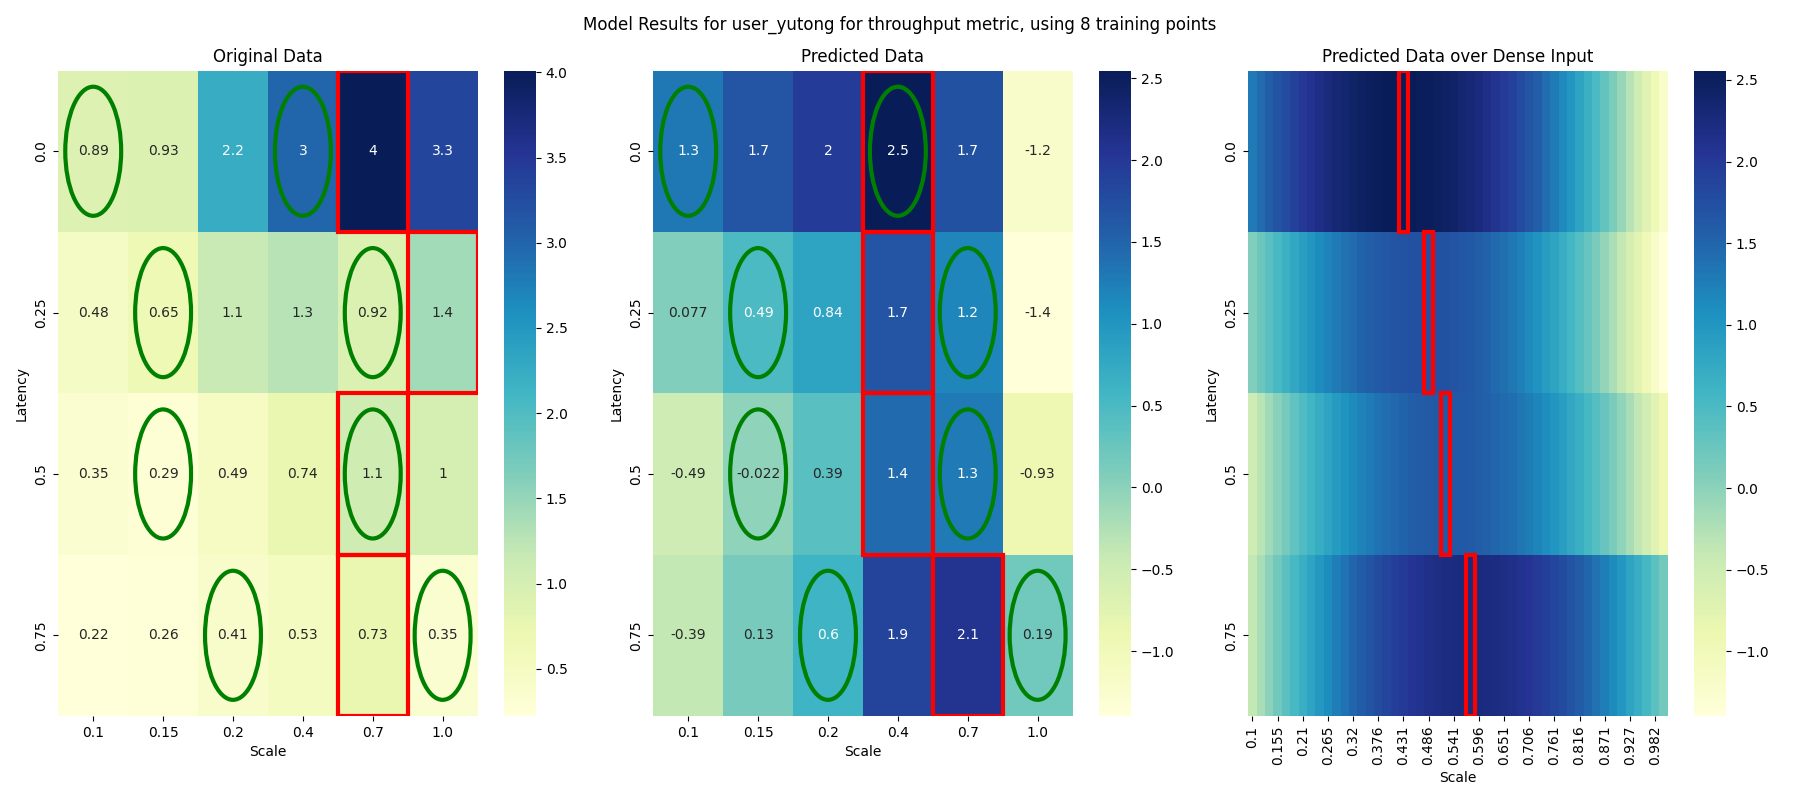 Model Results for user_yutong for throughput metric, using 8 training points
Original Data
Latency
0.0
0.25
0.5
0.75
0.89 0.93 2.2 3 4 3.3
0.48 0.65 1.1 1.3 0.92 1.4
0.35 0.29 0.49 0.74 1.1 1
0.22 0.26 0.41 0.53 0.73 0.35
0.1 0.15 0.2 0.4 0.7 1.0
Scale
4.0
3.5
3.0
2.5
2.0
1.5
1.0
0.5
Predicted Data
Latency
0.0
0.25
0.5
0.75
1.3 1.7 2 2.5 1.7 -1.2
0.077 0.49 0.84 1.7 1.2 -1.4
-0.49 -0.022 0.39 1.4 1.3 -0.93
-0.39 0.13 0.6 1.9 2.1 0.19
0.1 0.15 0.2 0.4 0.7 1.0
Scale
2.5
2.0
1.5
1.0
0.5
0.0
−0.5
−1.0
Predicted Data over Dense Input
Latency
0.0
0.25
0.5
0.75
0.1 0.155 0.21 0.265 0.32 0.376 0.431 0.486 0.541 0.596 0.651 0.706 0.761 0.816 0.871 0.927 0.982
Scale
2.5
2.0
1.5
1.0
0.5
0.0
−0.5
−1.0